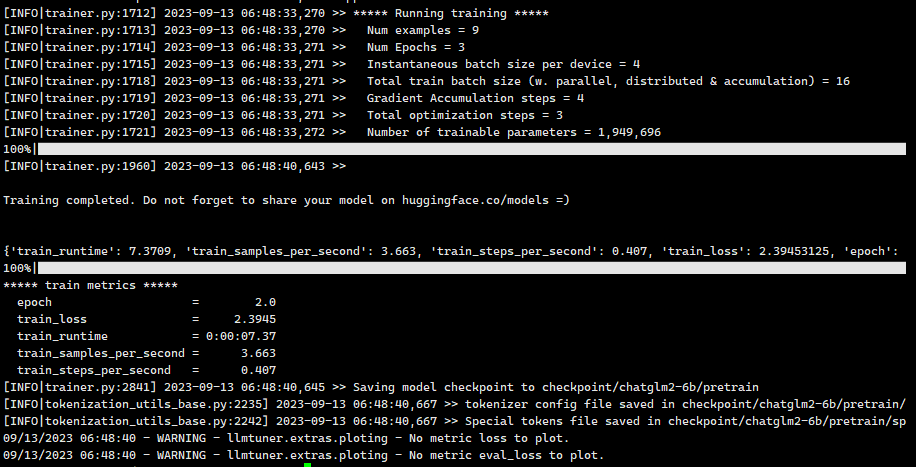 [INFO|trainer.py:1712] 2023-09-13 06:48:33,270 >> ***** Running training *****
[INFO|trainer.py:1713] 2023-09-13 06:48:33,270 >>   Num examples = 9
[INFO|trainer.py:1714] 2023-09-13 06:48:33,271 >>   Num Epochs = 3
[INFO|trainer.py:1715] 2023-09-13 06:48:33,271 >>   Instantaneous batch size per device = 4
[INFO|trainer.py:1718] 2023-09-13 06:48:33,271 >>   Total train batch size (w. parallel, distributed & accumulation) = 16
[INFO|trainer.py:1719] 2023-09-13 06:48:33,271 >>   Gradient Accumulation steps = 4
[INFO|trainer.py:1720] 2023-09-13 06:48:33,271 >>   Total optimization steps = 3
[INFO|trainer.py:1721] 2023-09-13 06:48:33,272 >>   Number of trainable parameters = 1,949,696
100%|
[INFO|trainer.py:1960] 2023-09-13 06:48:40,643 >>
Training completed. Do not forget to share your model on huggingface.co/models =)
{'train_runtime': 7.3709, 'train_samples_per_second': 3.663, 'train_steps_per_second': 0.407, 'train_loss': 2.39453125, 'epoch':
100%|
***** train metrics *****
  epoch                    =        2.0
  train_loss               =     2.3945
  train_runtime            = 0:00:07.37
  train_samples_per_second =      3.663
  train_steps_per_second   =      0.407
[INFO|trainer.py:2841] 2023-09-13 06:48:40,645 >> Saving model checkpoint to checkpoint/chatglm2-6b/pretrain
[INFO|tokenization_utils_base.py:2235] 2023-09-13 06:48:40,667 >> tokenizer config file saved in checkpoint/chatglm2-6b/pretrain/
[INFO|tokenization_utils_base.py:2242] 2023-09-13 06:48:40,667 >> Special tokens file saved in checkpoint/chatglm2-6b/pretrain/sp
09/13/2023 06:48:40 - WARNING - llmtuner.extras.ploting - No metric loss to plot.
09/13/2023 06:48:40 - WARNING - llmtuner.extras.ploting - No metric eval_loss to plot.